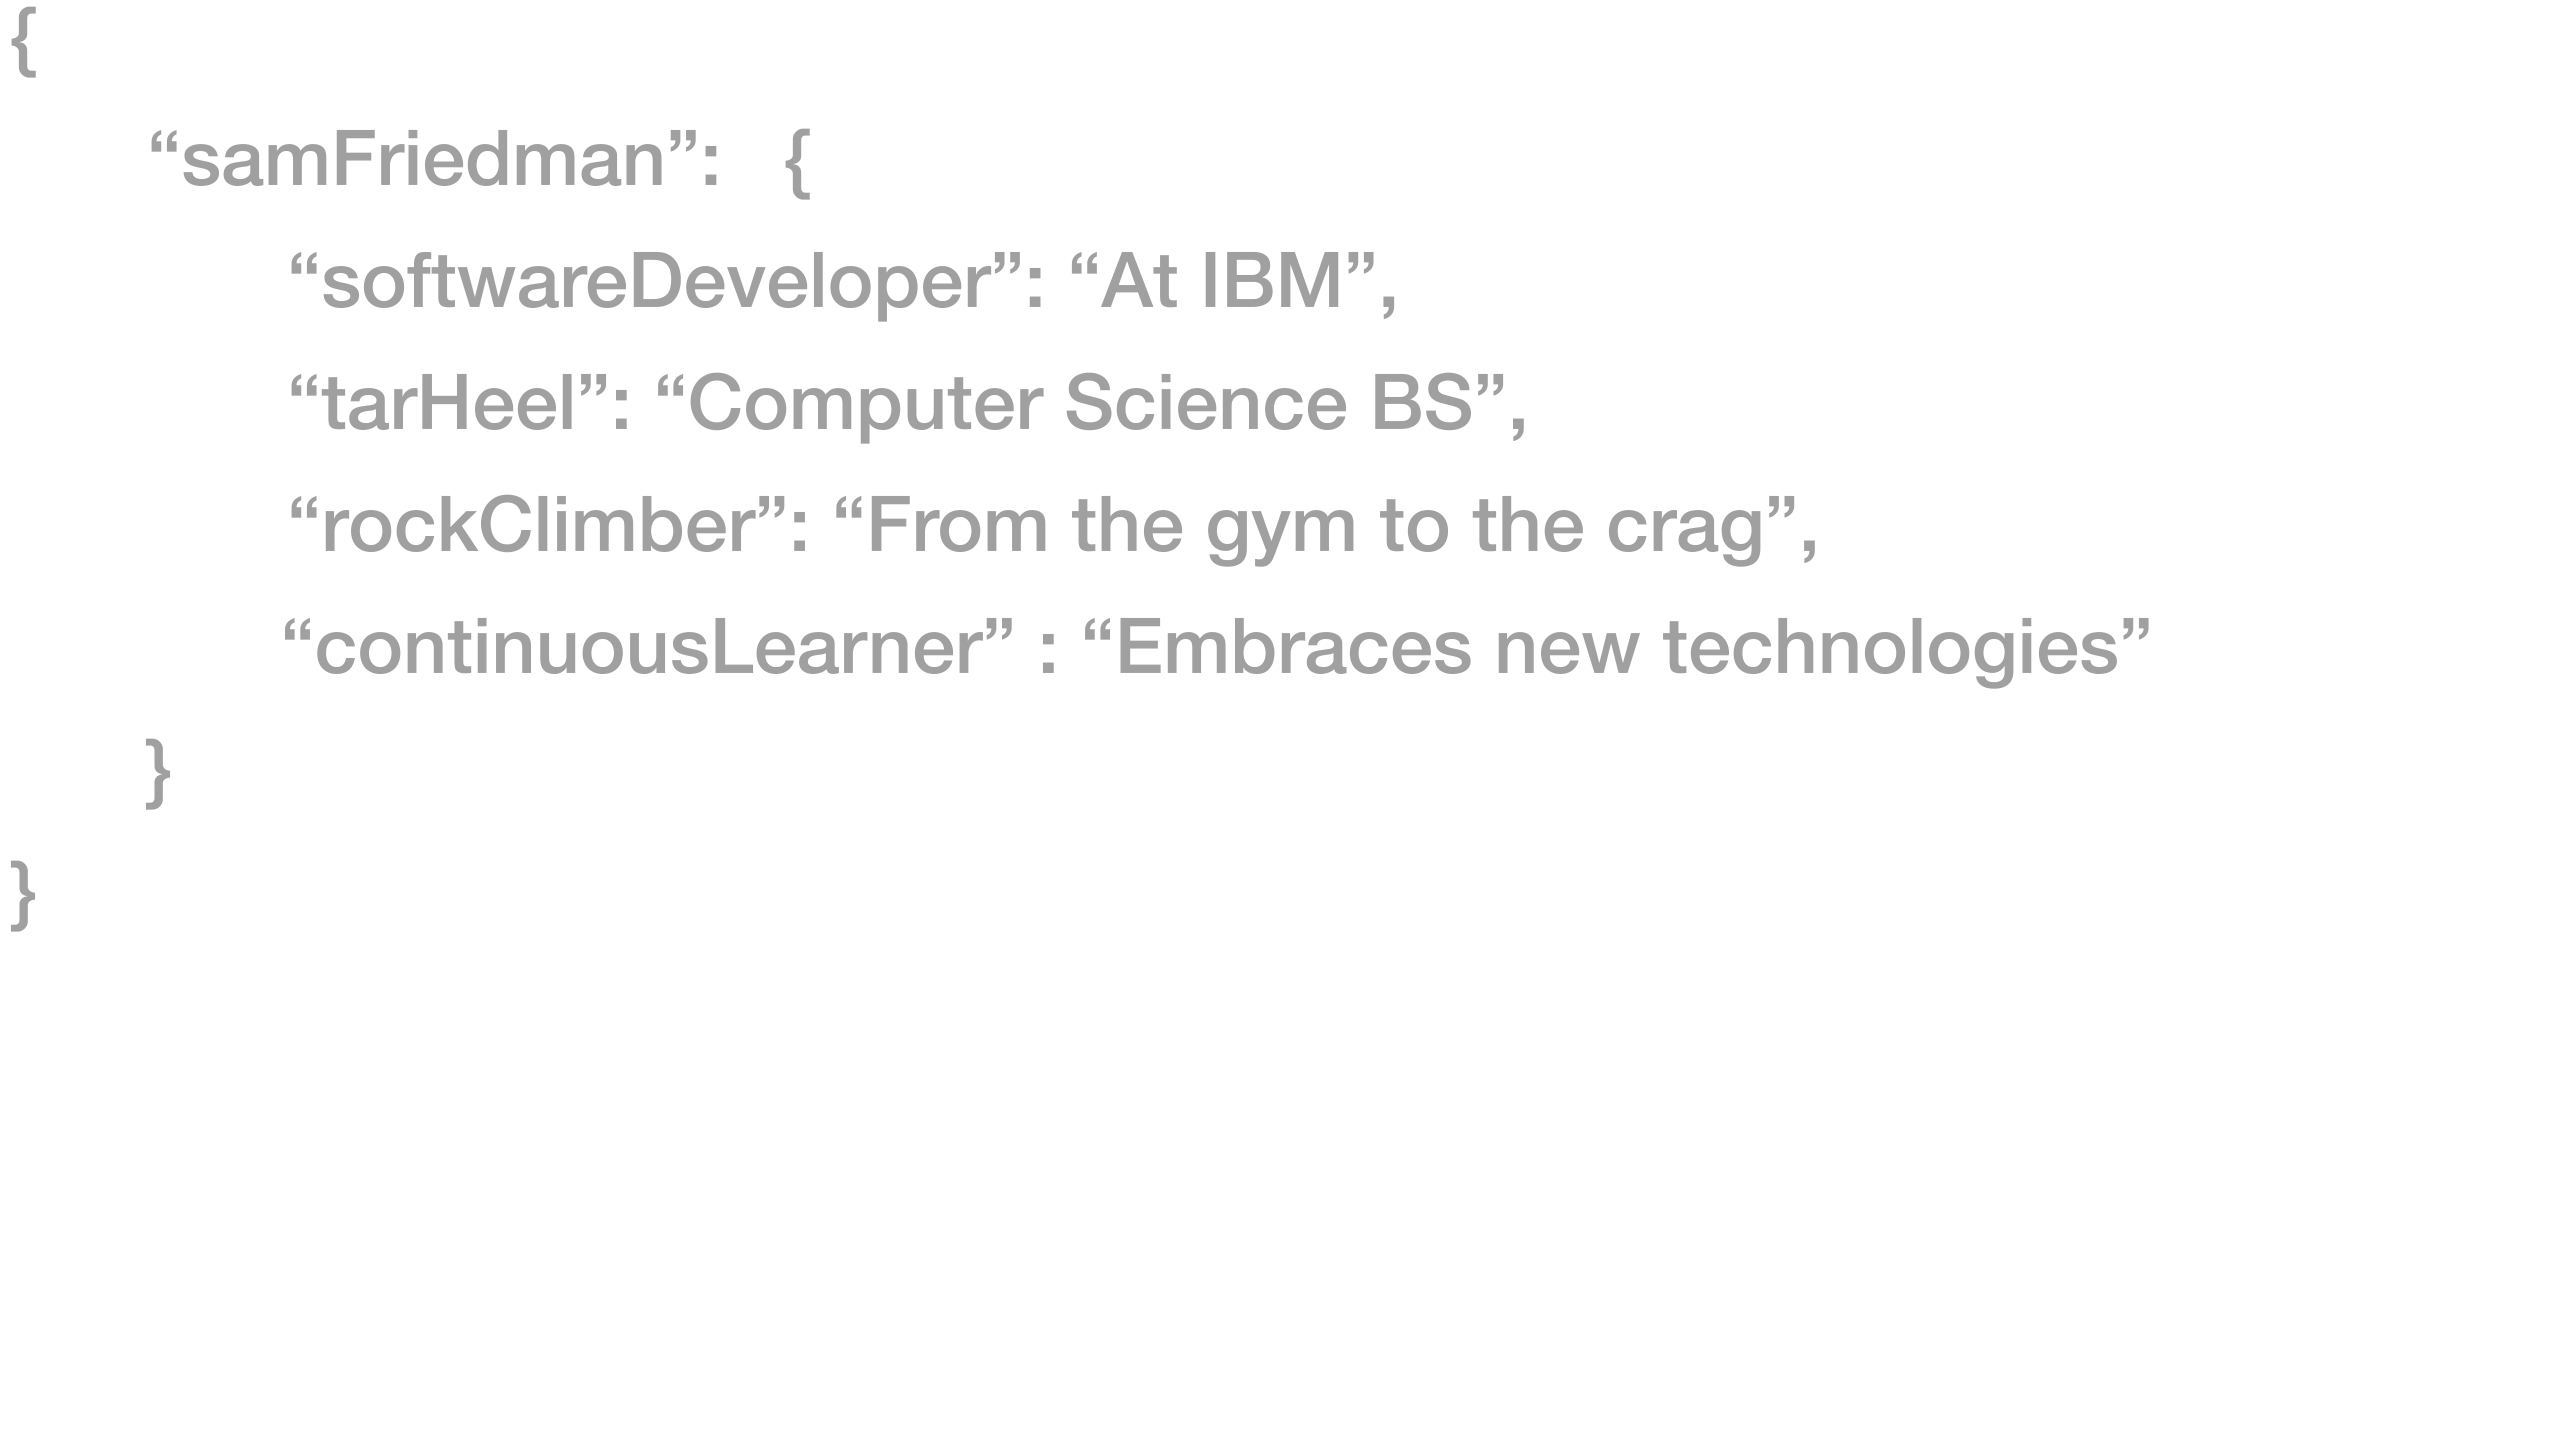 {
“samFriedman”: {
“softwareDeveloper”: “At IBM”,
“tarHeel”: “Computer Science BS”,
“rockClimber”: “From the gym to the crag”,
“continuousLearner” : “Embraces new technologies”
}
}